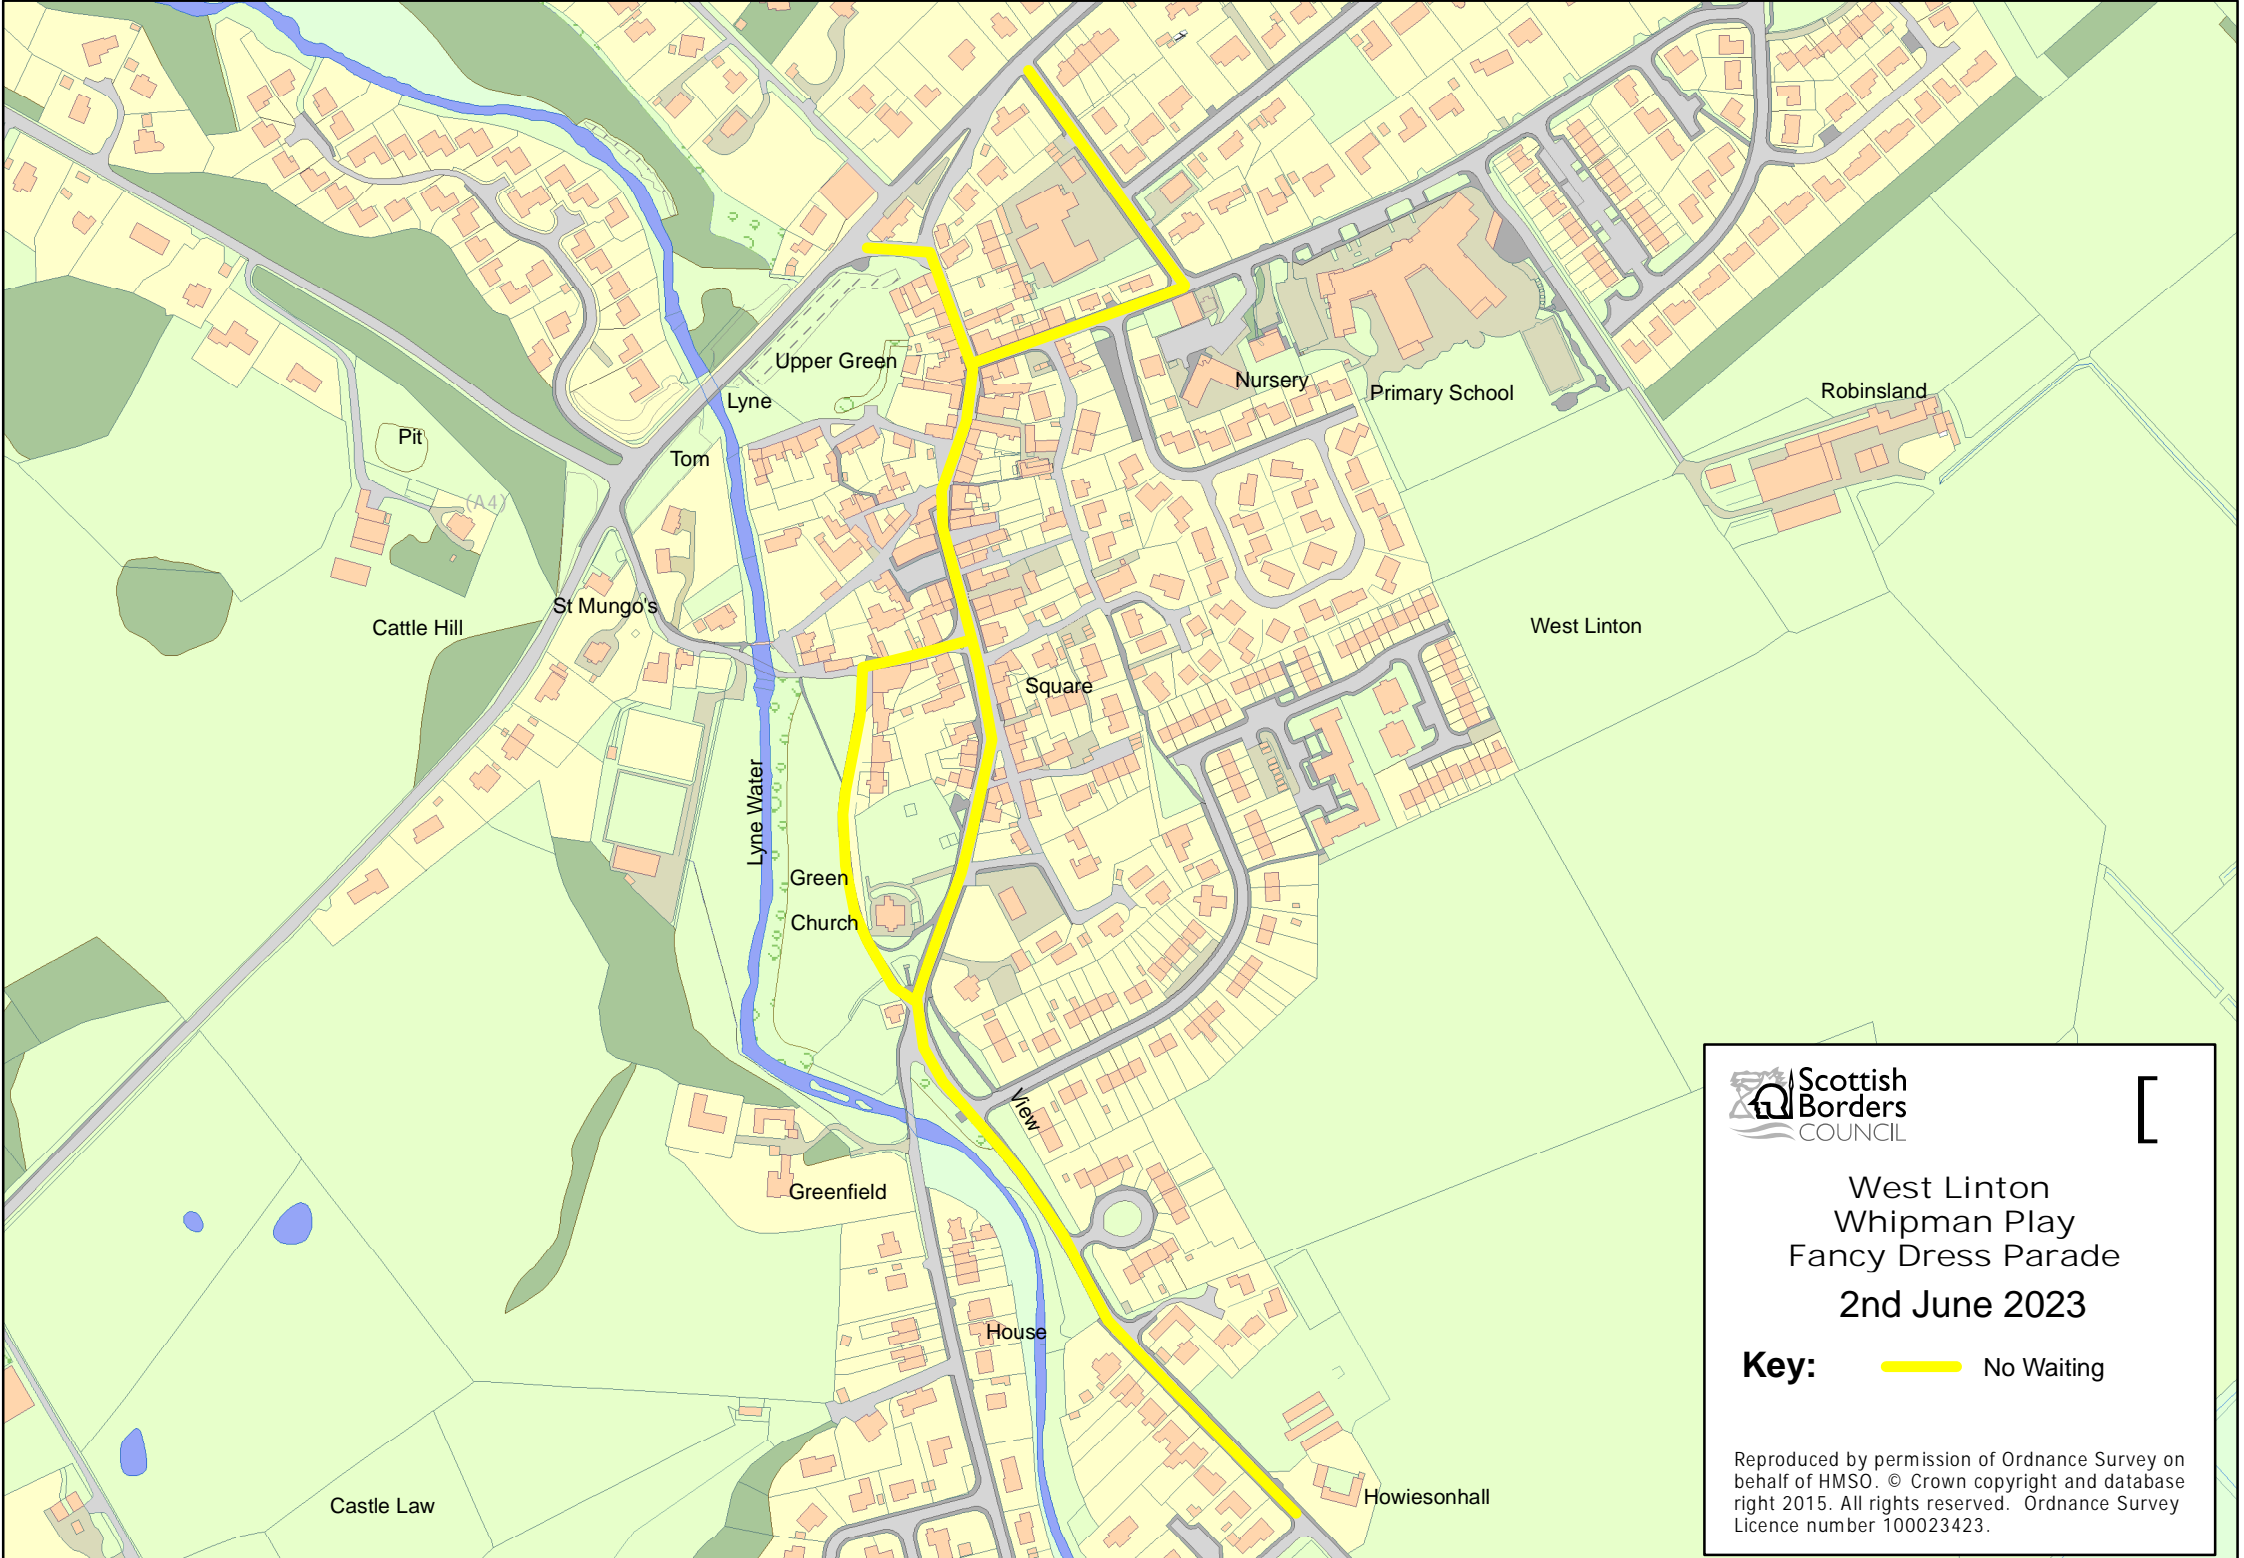 Upper Green
Lyne
Nursery
Primary School
Robinsland
Pit
Tom
(A4)
St Mungo's
Cattle Hill
West Linton
Square
Lyne Water
Green
Church
View
Greenfield
House
Castle Law
Howiesonhall
Scottish
Borders
COUNCIL
[
West Linton
Whipman Play
Fancy Dress Parade
2nd June 2023
Key:
No Waiting
Reproduced by permission of Ordnance Survey on
behalf of HMSO. © Crown copyright and database
right 2015. All rights reserved. Ordnance Survey
Licence number 100023423.